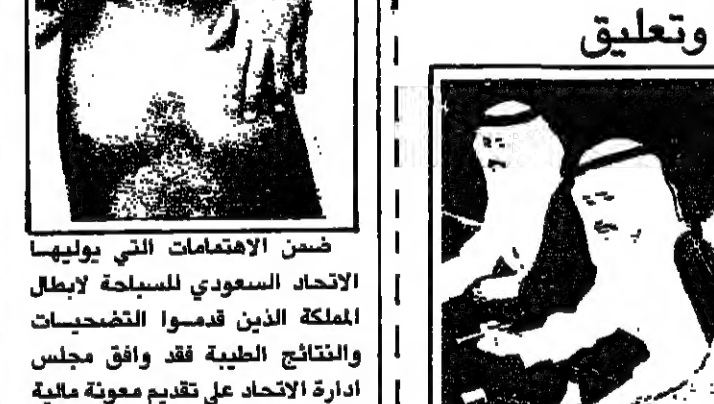 وتعليق
ضمن الاهتمامات التي يوليها
الاتحاد السعودي للسباحة لابطال
المملكة الذين قدموا التضحيات
والنتائج الطيبة فقد وافق مجلس
ادارة الاتحاد على تقديم معونة مالية